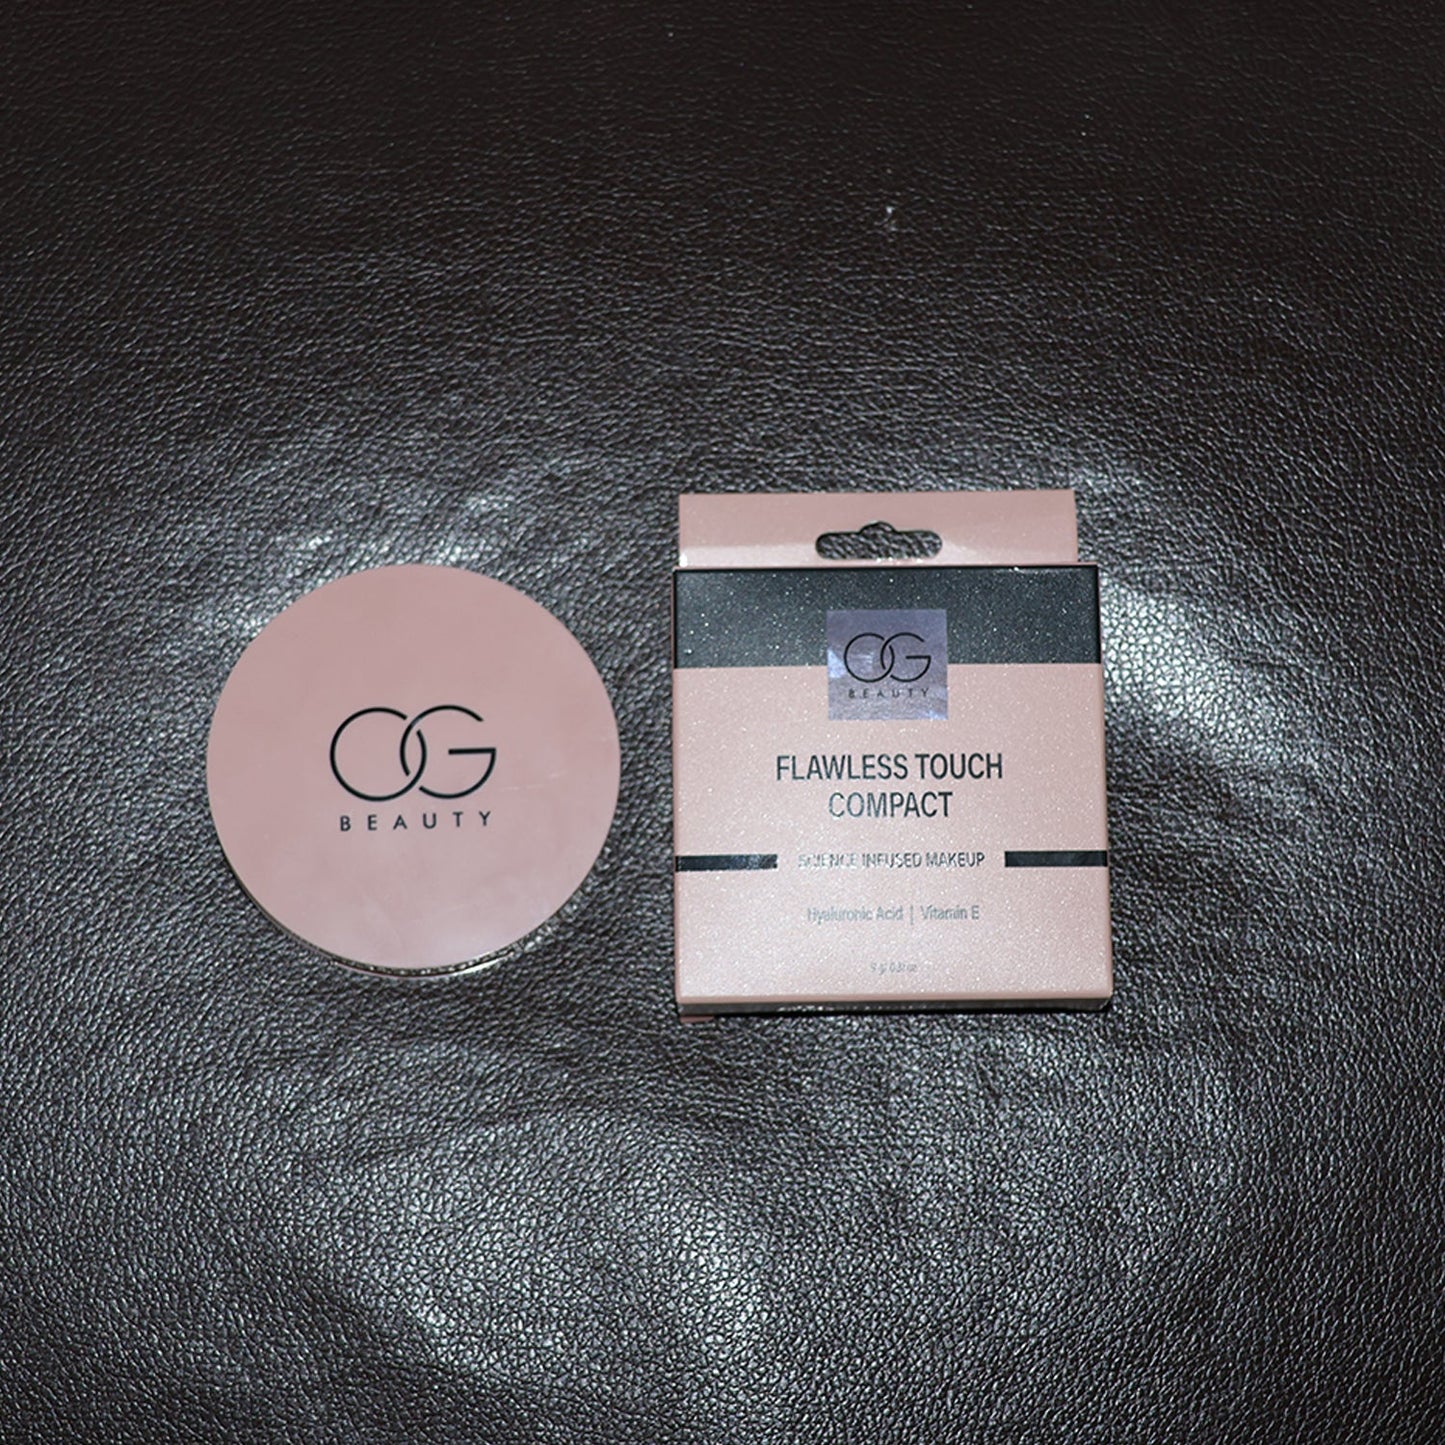 OG
BEAUTY
OG
BEAUTY
FLAWLESS TOUCH
COMPACT
SCIENCE INFUSED MAKEUP
Hyaluronic Acid | Vitamin E